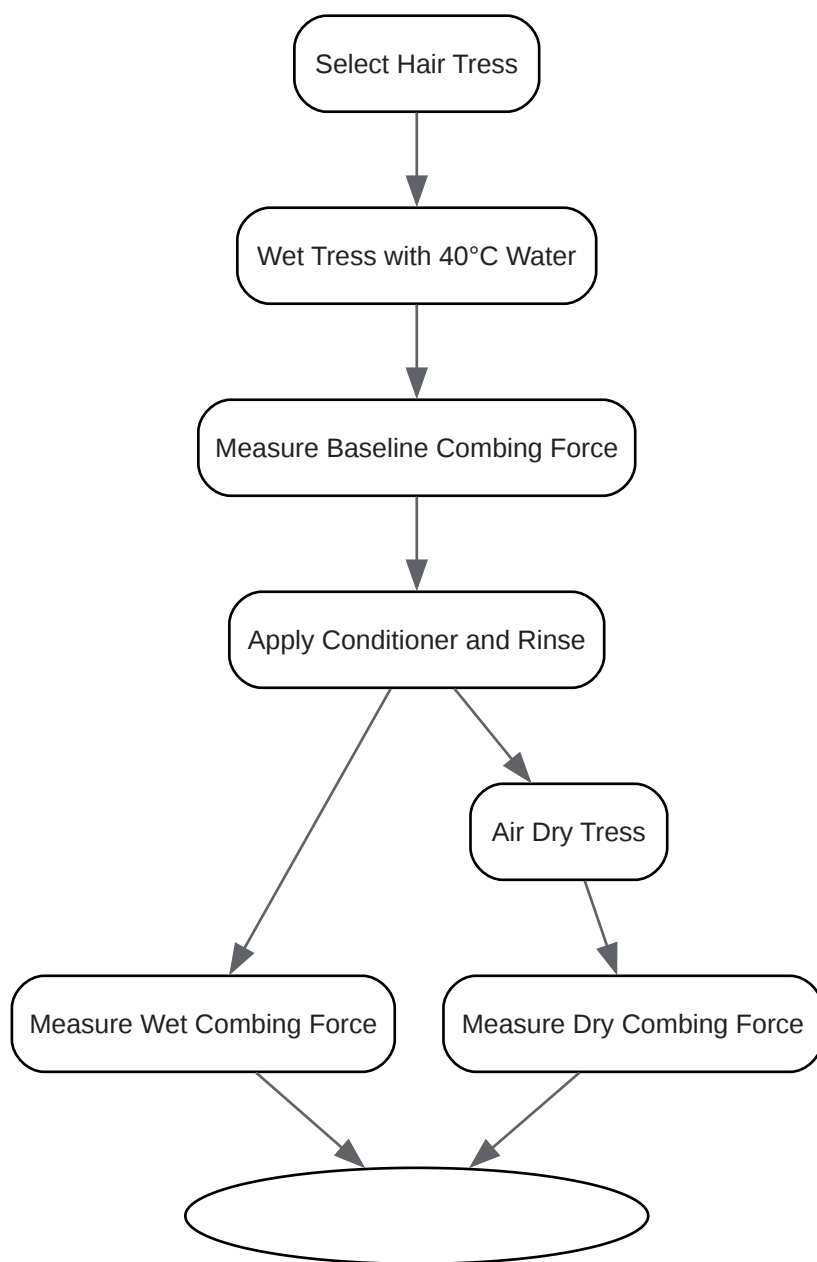 Select Hair Tress
Wet Tress with 40°C Water
Measure Baseline Combing Force
Apply Conditioner and Rinse
Air Dry Tress
Measure Wet Combing Force
Measure Dry Combing Force